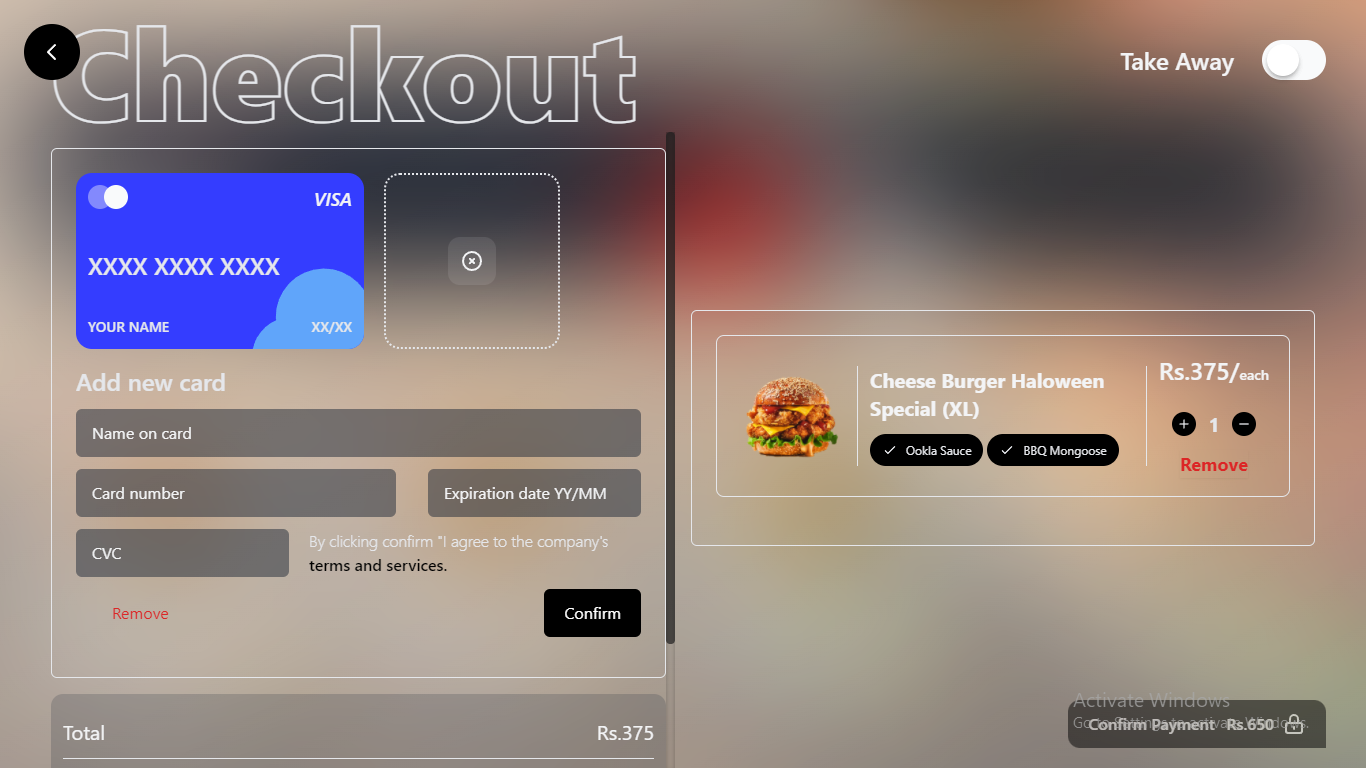 Checkout
Take Away
VISA
XXXX XXXX XXXX
YOUR NAME
XX/XX
Add new card
Name on card
Card number
Expiration date YY/MM
CVC
By clicking confirm "I agree to the company's
terms and services.
Remove
Confirm
Total
Rs.375
Cheese Burger Haloween
Special (XL)
Ookla Sauce
BBQ Mongoose
Rs.375/each
1
Remove
Activate Windows
Go to Settings to activate Windows.
Confirm Payment
Rs.650